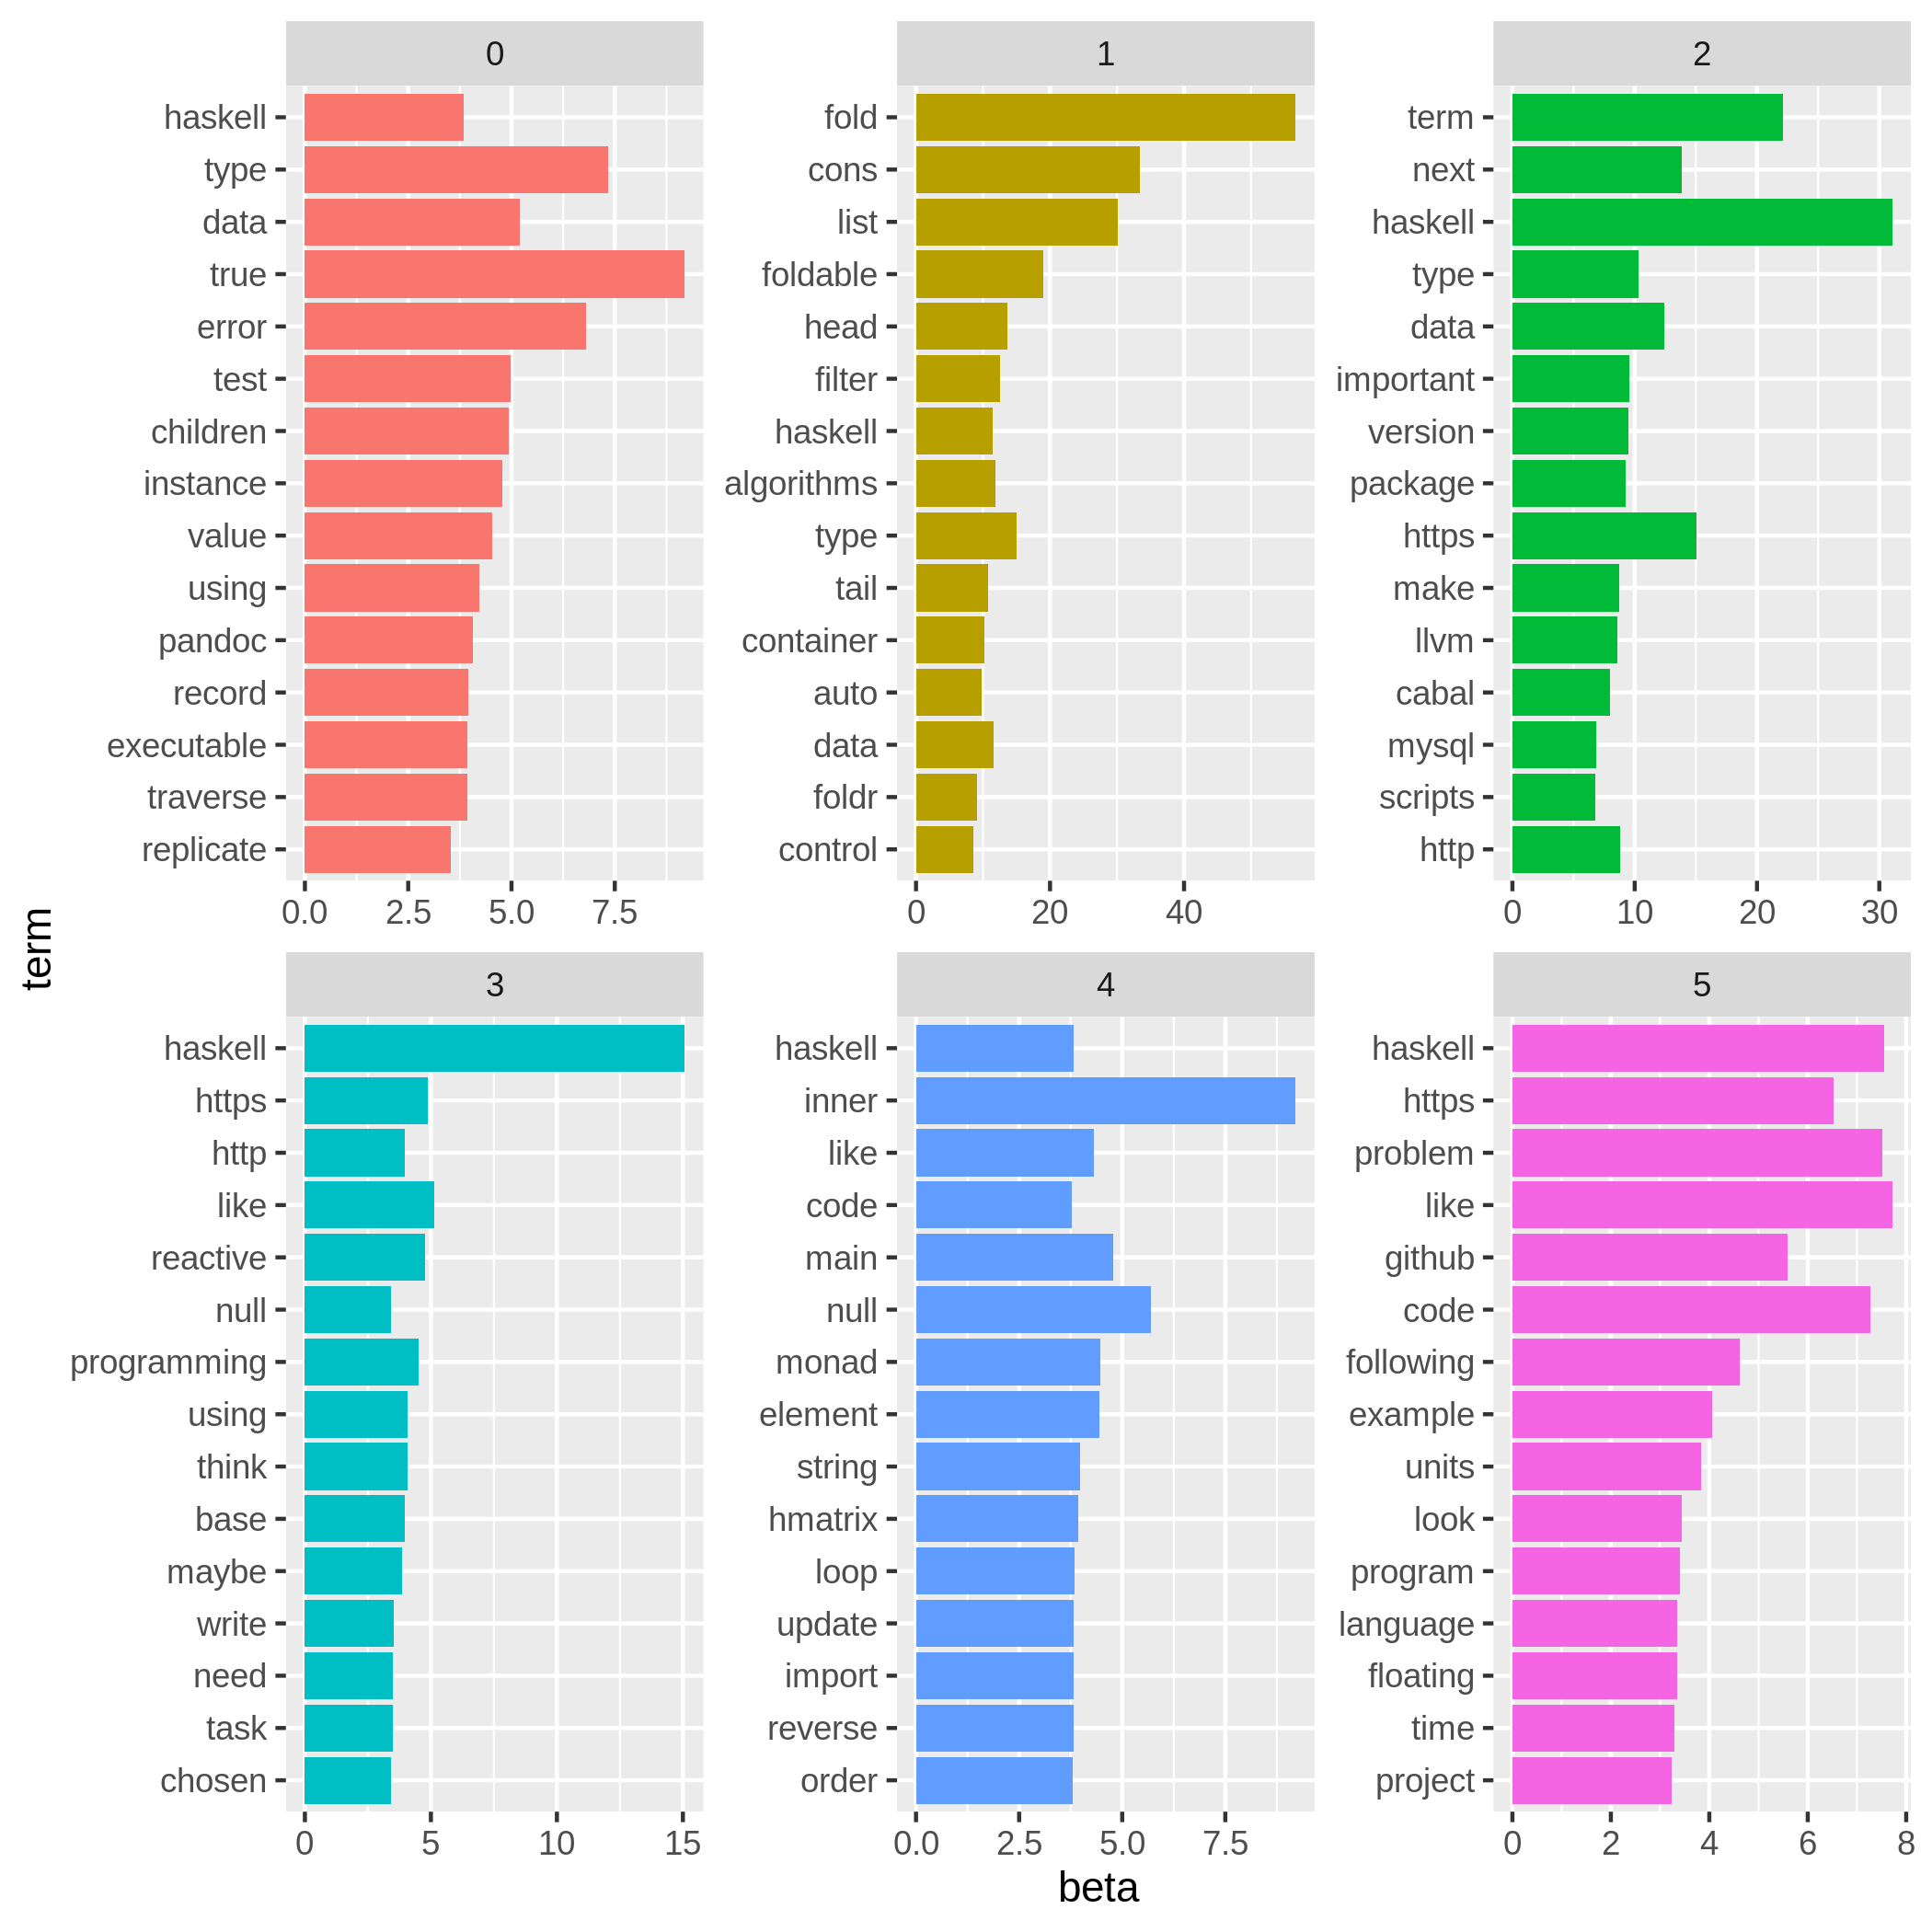 term
0
haskell
type
data
true
error
test
children
instance
value
using
pandoc
record
executable
traverse
replicate
0.0 2.5 5.0 7.5
1
fold
cons
list
foldable
head
filter
haskell
algorithms
type
tail
container
auto
data
foldr
control
0 20 40
2
term
next
haskell
type
data
important
version
package
https
make
llvm
cabal
mysql
scripts
http
0 10 20 30
3
haskell
https
http
like
reactive
null
programming
using
think
base
maybe
write
need
task
chosen
0 5 10 15
4
haskell
inner
like
code
main
null
monad
element
string
hmatrix
loop
update
import
reverse
order
0.0 2.5 5.0 7.5
5
haskell
https
problem
like
github
code
following
example
units
look
program
language
floating
time
project
0 2 4 6 8
beta